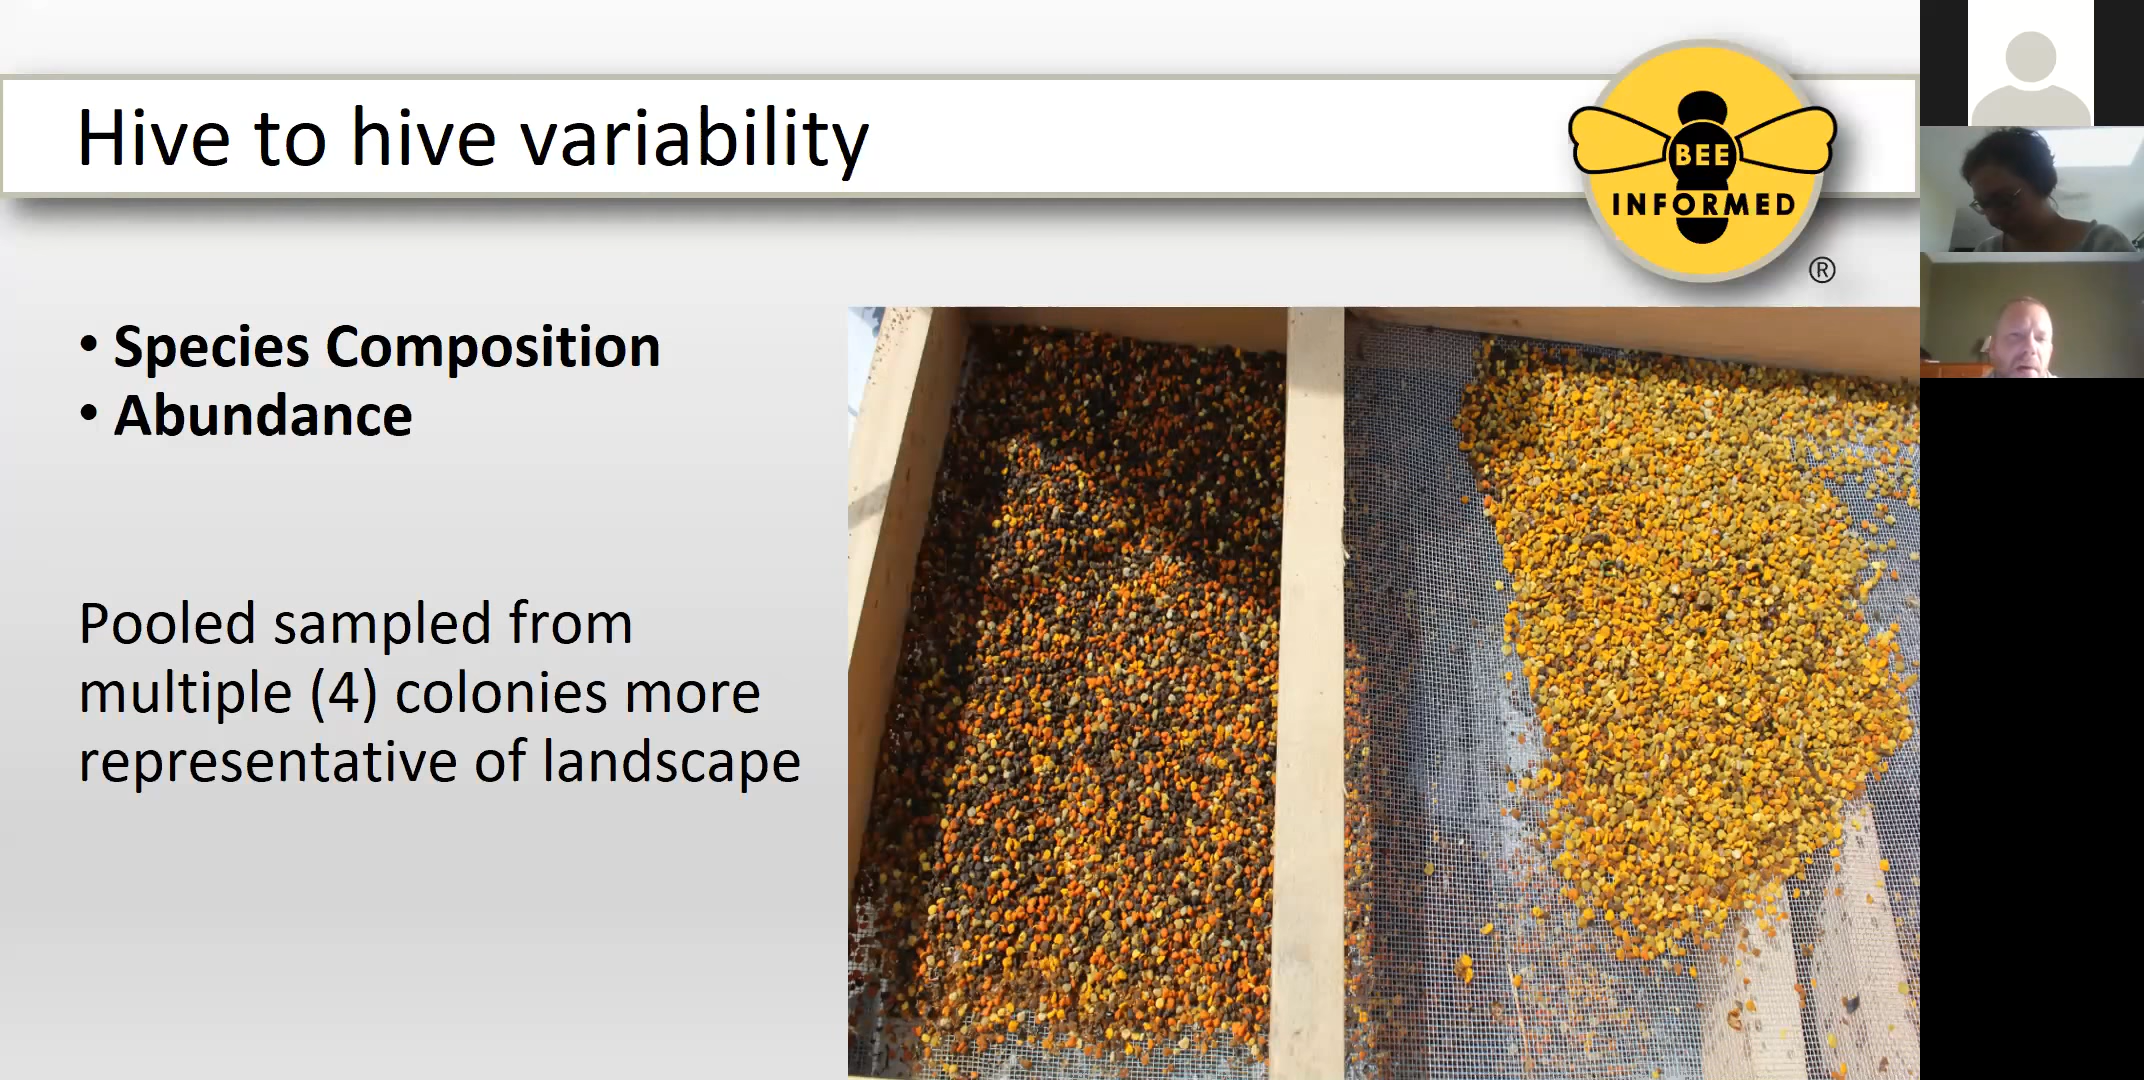 Hive to hive variability
BEE
INFORMED
®
• Species Composition
• Abundance
Pooled sampled from
multiple (4) colonies more
representative of landscape